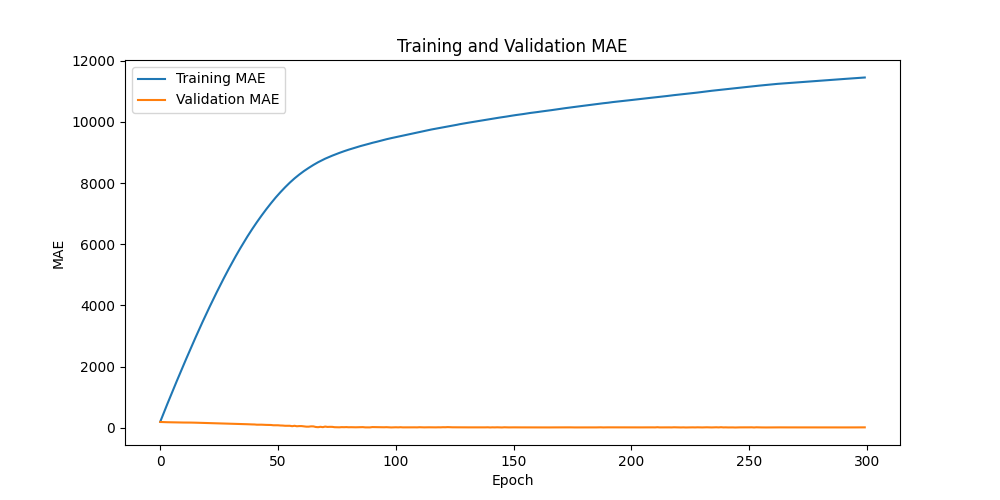 Training and Validation MAE
12000
10000
8000
6000
4000
2000
0
MAE
Training MAE
Validation MAE
0 50 100 150 200 250 300
Epoch